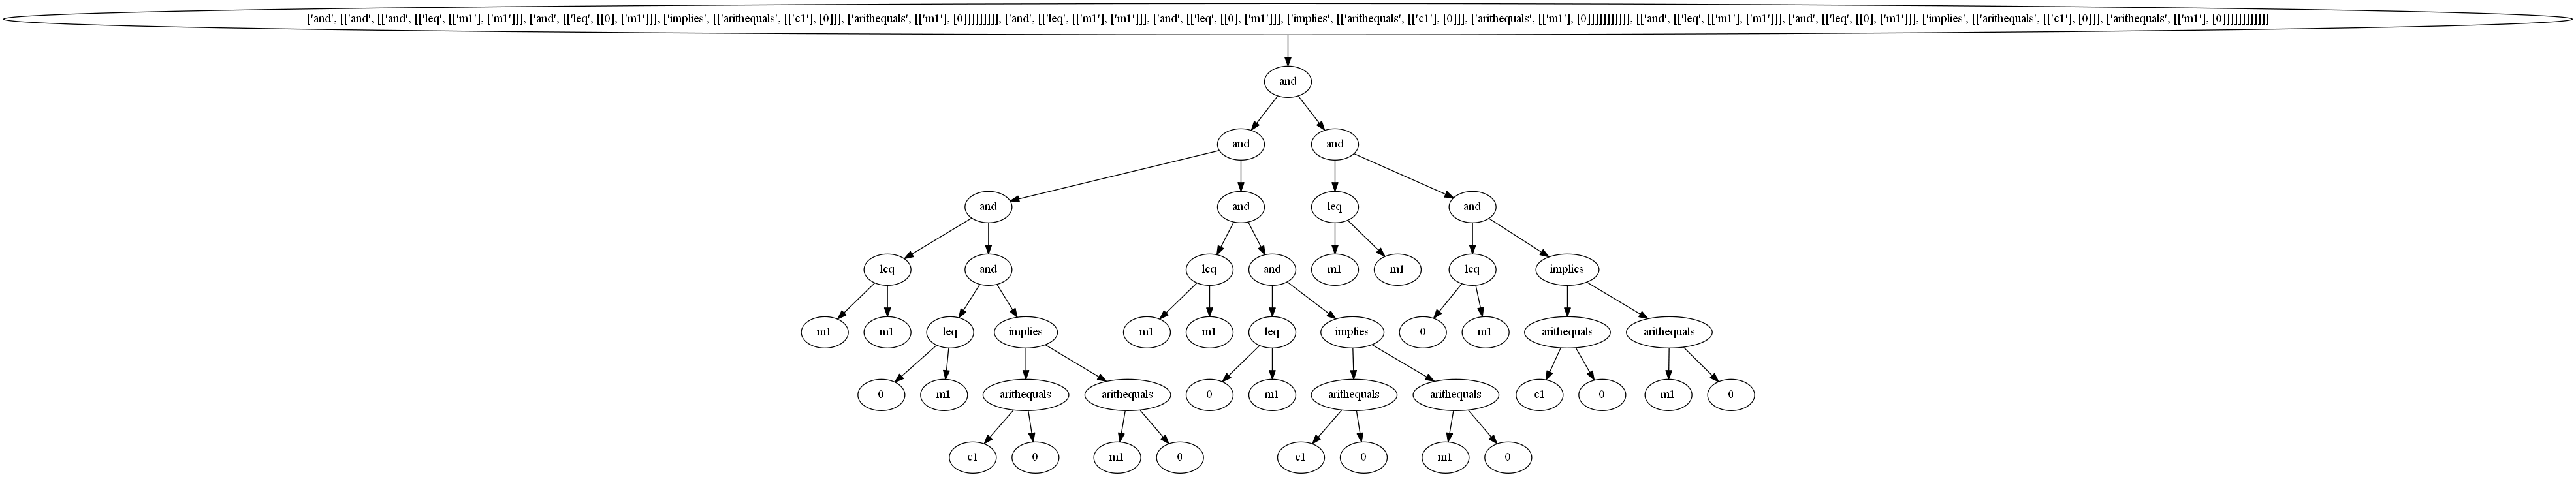 ['and', [['and', [['and', [['leq', [['m1'], ['m1']]], ['and', [['leq', [[0], ['m1']]], ['implies', [['arithequals', [['c1'], [0]]], ['arithequals', [['m1'], [0]]]]]]]]], ['and', [['leq', [['m1'], ['m1']]], ['and', [['leq', [[0], ['m1']]], ['implies', [['arithequals', [['c1'], [0]]], ['arithequals', [['m1'], [0]]]]]]]]]]], [['and', [['leq', [['m1'], ['m1']]], ['and', [['leq', [[0], ['m1']]], ['implies', [['arithequals', [['c1'], [0]]], ['arithequals', [['m1'], [0]]]]]]]]]]]]
and
and and
and and leq and
leq and leq and m1 m1 leq implies
m1 m1 leq implies m1 m1 leq implies 0 m1 arithequals arithequals
0 m1 arithequals arithequals 0 m1 arithequals arithequals c1 0 m1 0
c1 0 m1 0 c1 0 m1 0